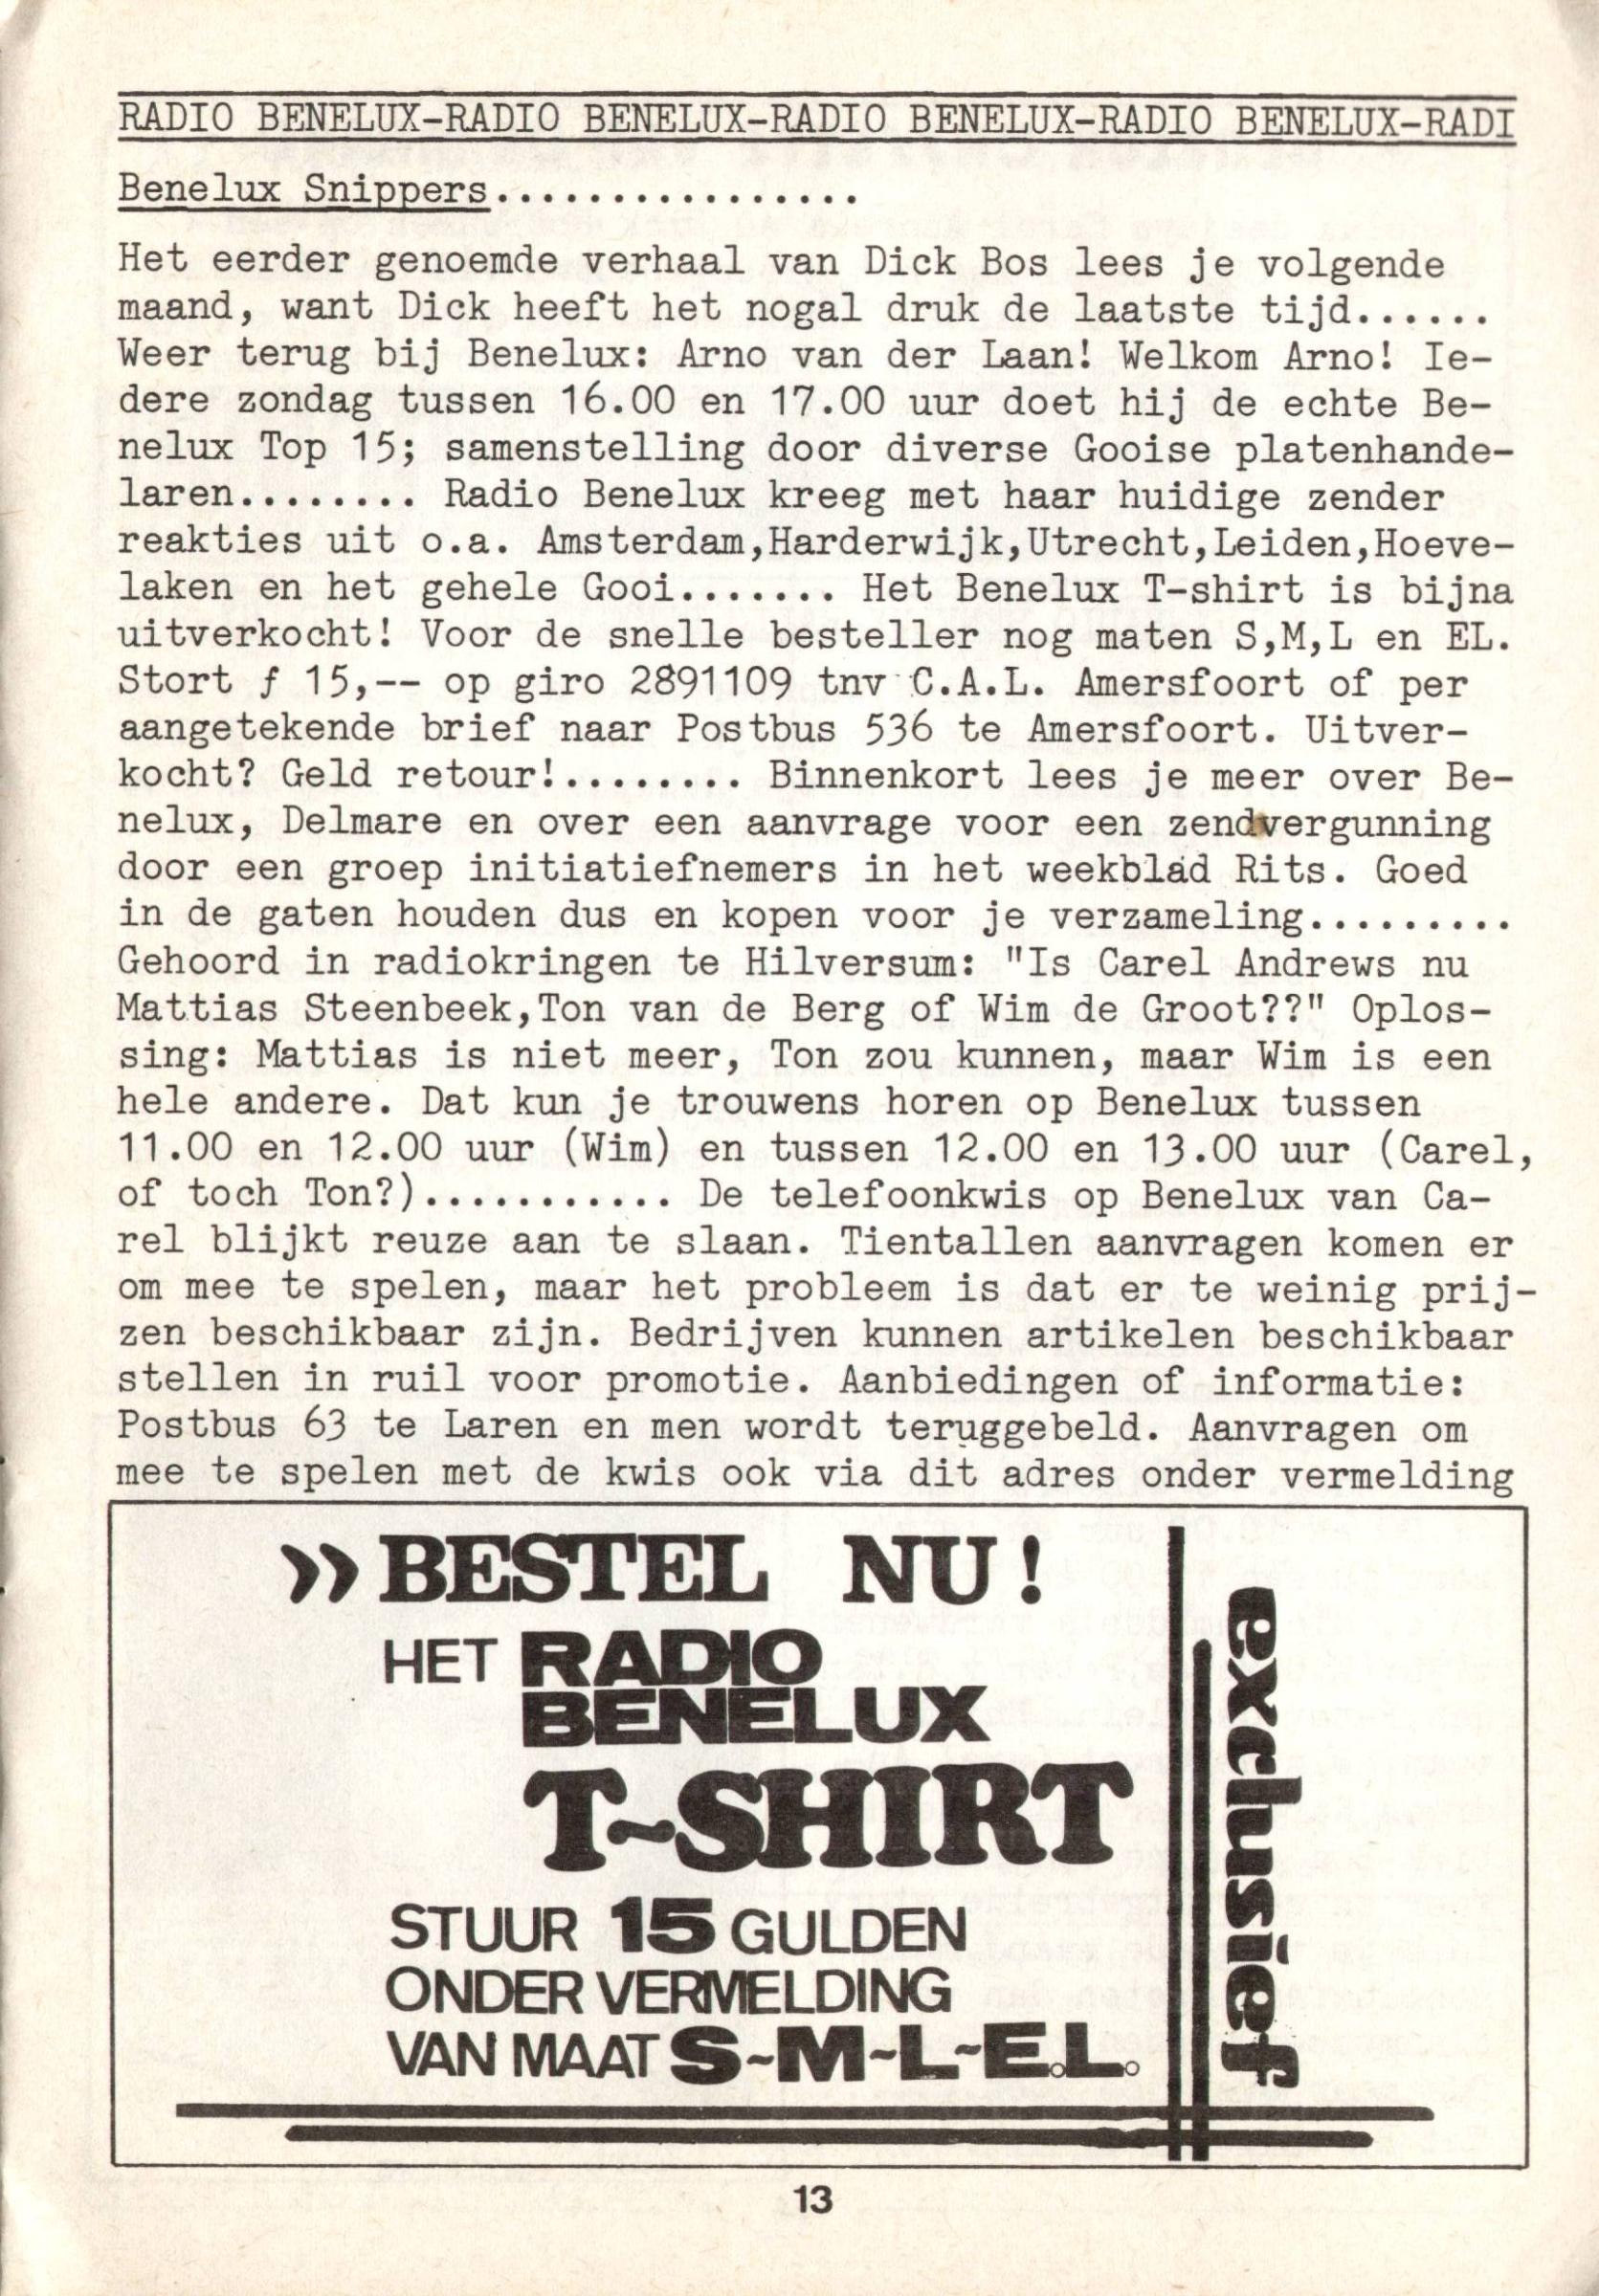 RADIO BENELUX-RADIO BENELUX-RADIO BENELUX-RADIO BENELUX-RADI
Benelux Snippers................
Het eerder genoemde verhaal van Dick Bos lees je volgende
maand, want Dick heeft het nogal druk de laatste tijd......
Weer terug bij Benelux: Arno van der Laan! Welkom Arno! Ie-
dere zondag tussen 16.00 en 17.00 uur doet hij de echte Be-
nelux Top 15; samenstelling door diverse Gooise platenhande-
laren........ Radio Benelux kreeg met haar huidige zender
reakties uit o.a. Amsterdam,Harderwijk,Utrecht,Leiden,Hoeve-
laken en het gehele Gooi....... Het Benelux T-shirt is bijna
uitverkocht! Voor de snelle besteller nog maten S,M,L en EL.
Stort ƒ 15,-- op giro 2891109 tnv C.A.L. Amersfoort of per
aangetekende brief naar Postbus 536 te Amersfoort. Uitver-
kocht? Geld retour!........ Binnenkort lees je meer over Be-
nelux, Delmare en over een aanvrage voor een zendvergunning
door een groep initiatiefnemers in het weekblad Rits. Goed
in de gaten houden dus en kopen voor je verzameling.........
Gehoord in radiokringen te Hilversum: "Is Carel Andrews nu
Mattias Steenbeek,Ton van de Berg of Wim de Groot??" Oplos-
sing: Mattias is niet meer, Ton zou kunnen, maar Wim is een
hele andere. Dat kun je trouwens horen op Benelux tussen
11.00 en 12.00 uur (Wim) en tussen 12.00 en 13.00 uur (Carel,
of toch Ton?)........... De telefoonkwis op Benelux van Ca-
rel blijkt reuze aan te slaan. Tientallen aanvragen komen er
om mee te spelen, maar het probleem is dat er te weinig prij-
zen beschikbaar zijn. Bedrijven kunnen artikelen beschikbaar
stellen in ruil voor promotie. Aanbiedingen of informatie:
Postbus 63 te Laren en men wordt teruggebeld. Aanvragen om
mee te spelen met de kwis ook via dit adres onder vermelding
»BESTEL NU!
HET RADIO
BENELUX
T~SHIRT
STUUR 15 GULDEN
ONDER VERMELDING
VAN MAAT S~M~L~E.L.
exclusief
13